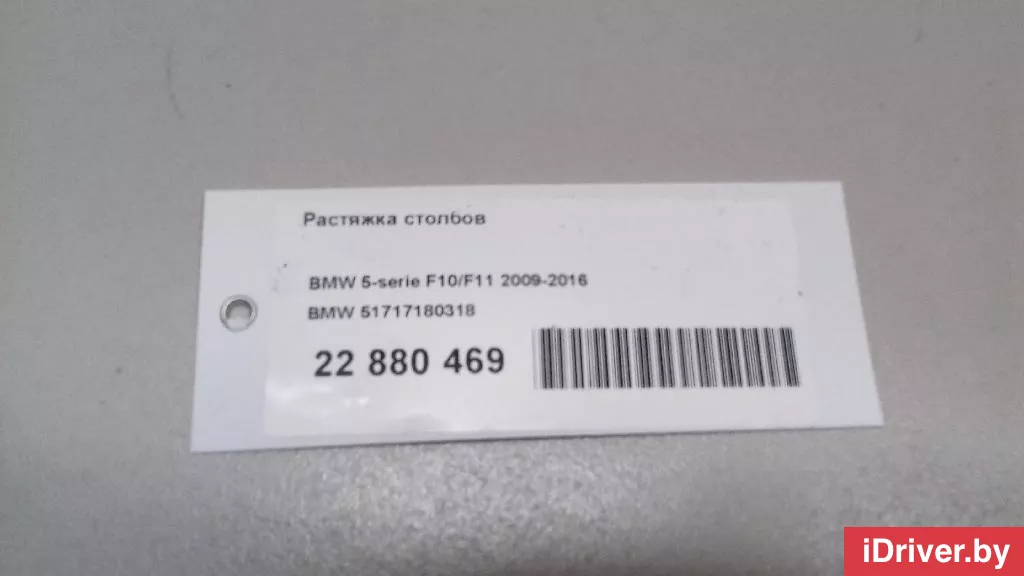 Растяжка столбов
BMW 5-serie F10/F11 2009-2016
BMW 51717180318
22 880 469
iDriver.by